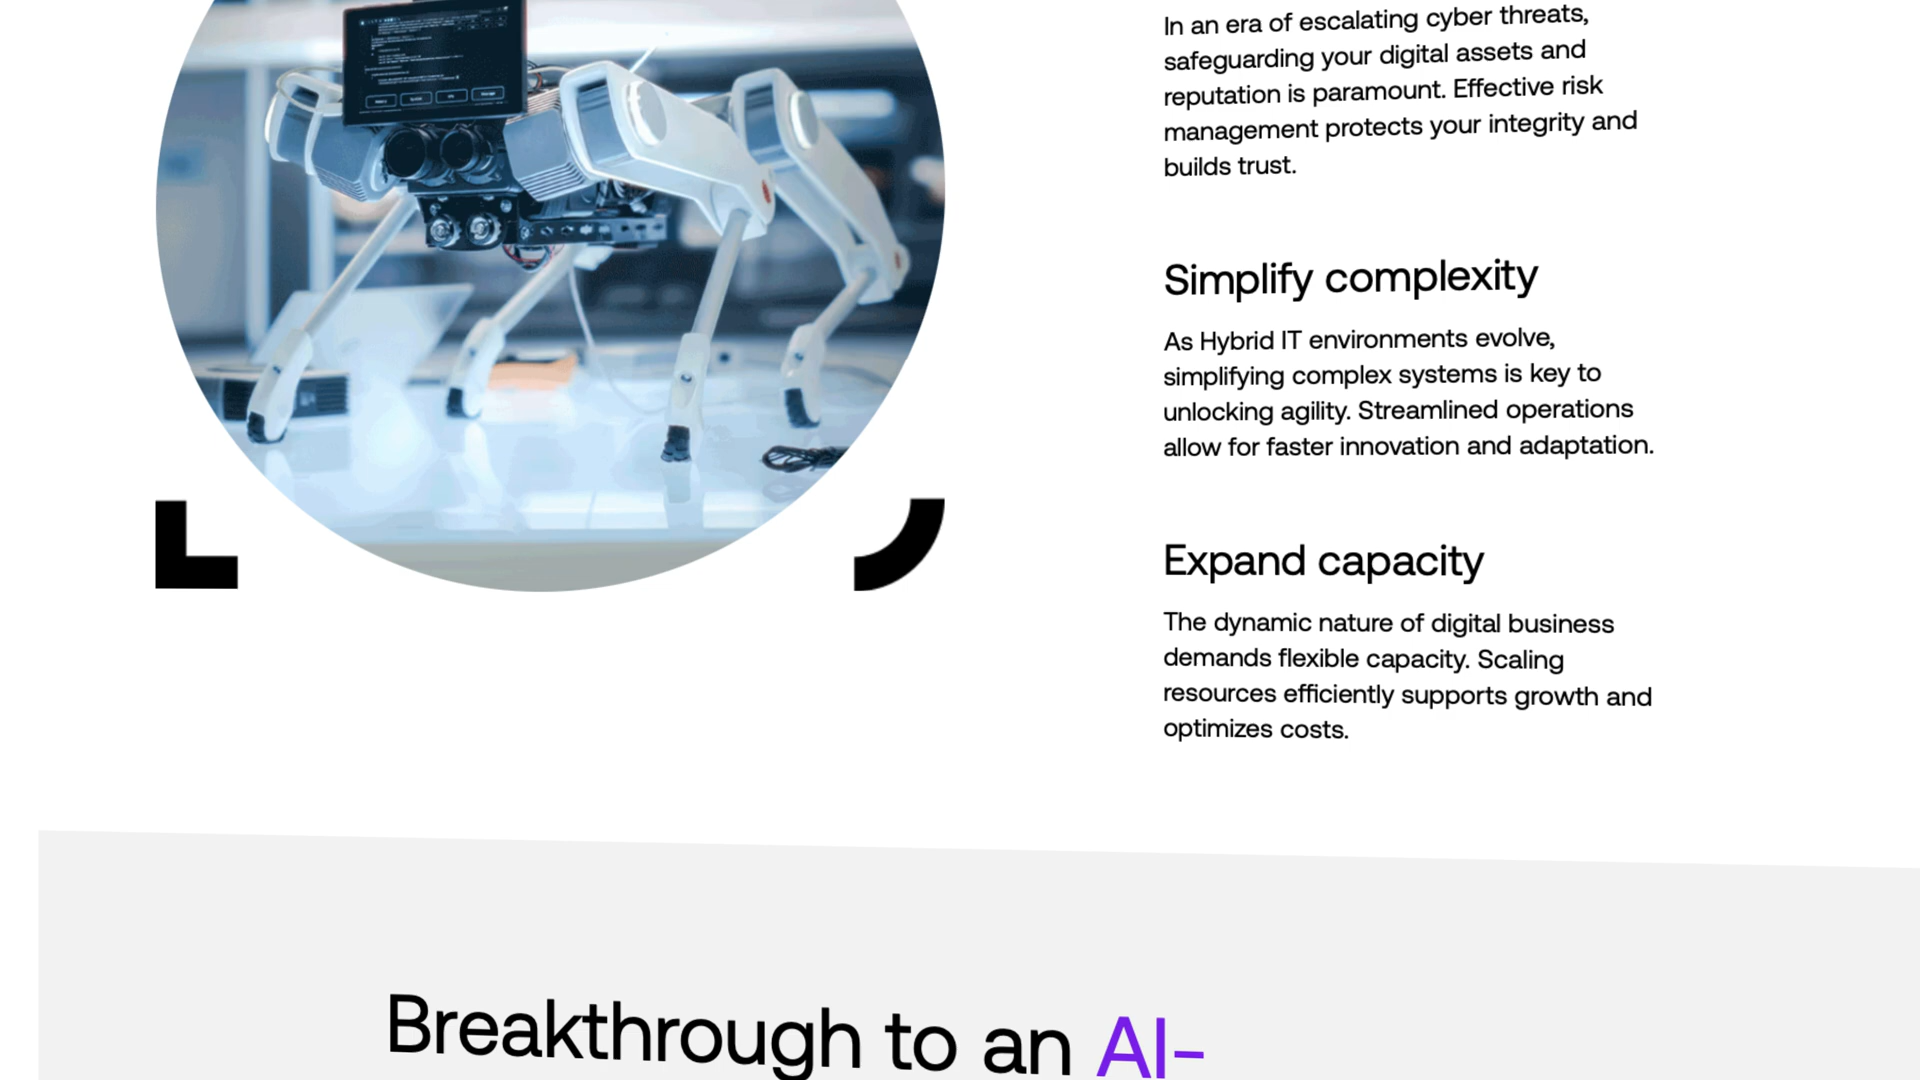 In an era of escalating cyber threats,
safeguarding your digital assets and
reputation is paramount. Effective risk
management protects your integrity and
builds trust.
Simplify complexity
As Hybrid IT environments evolve,
simplifying complex systems is key to
unlocking agility. Streamlined operations
allow for faster innovation and adaptation.
Expand capacity
The dynamic nature of digital business
demands flexible capacity. Scaling
resources efficiently supports growth and
optimizes costs.
Breakthrough to an AI-